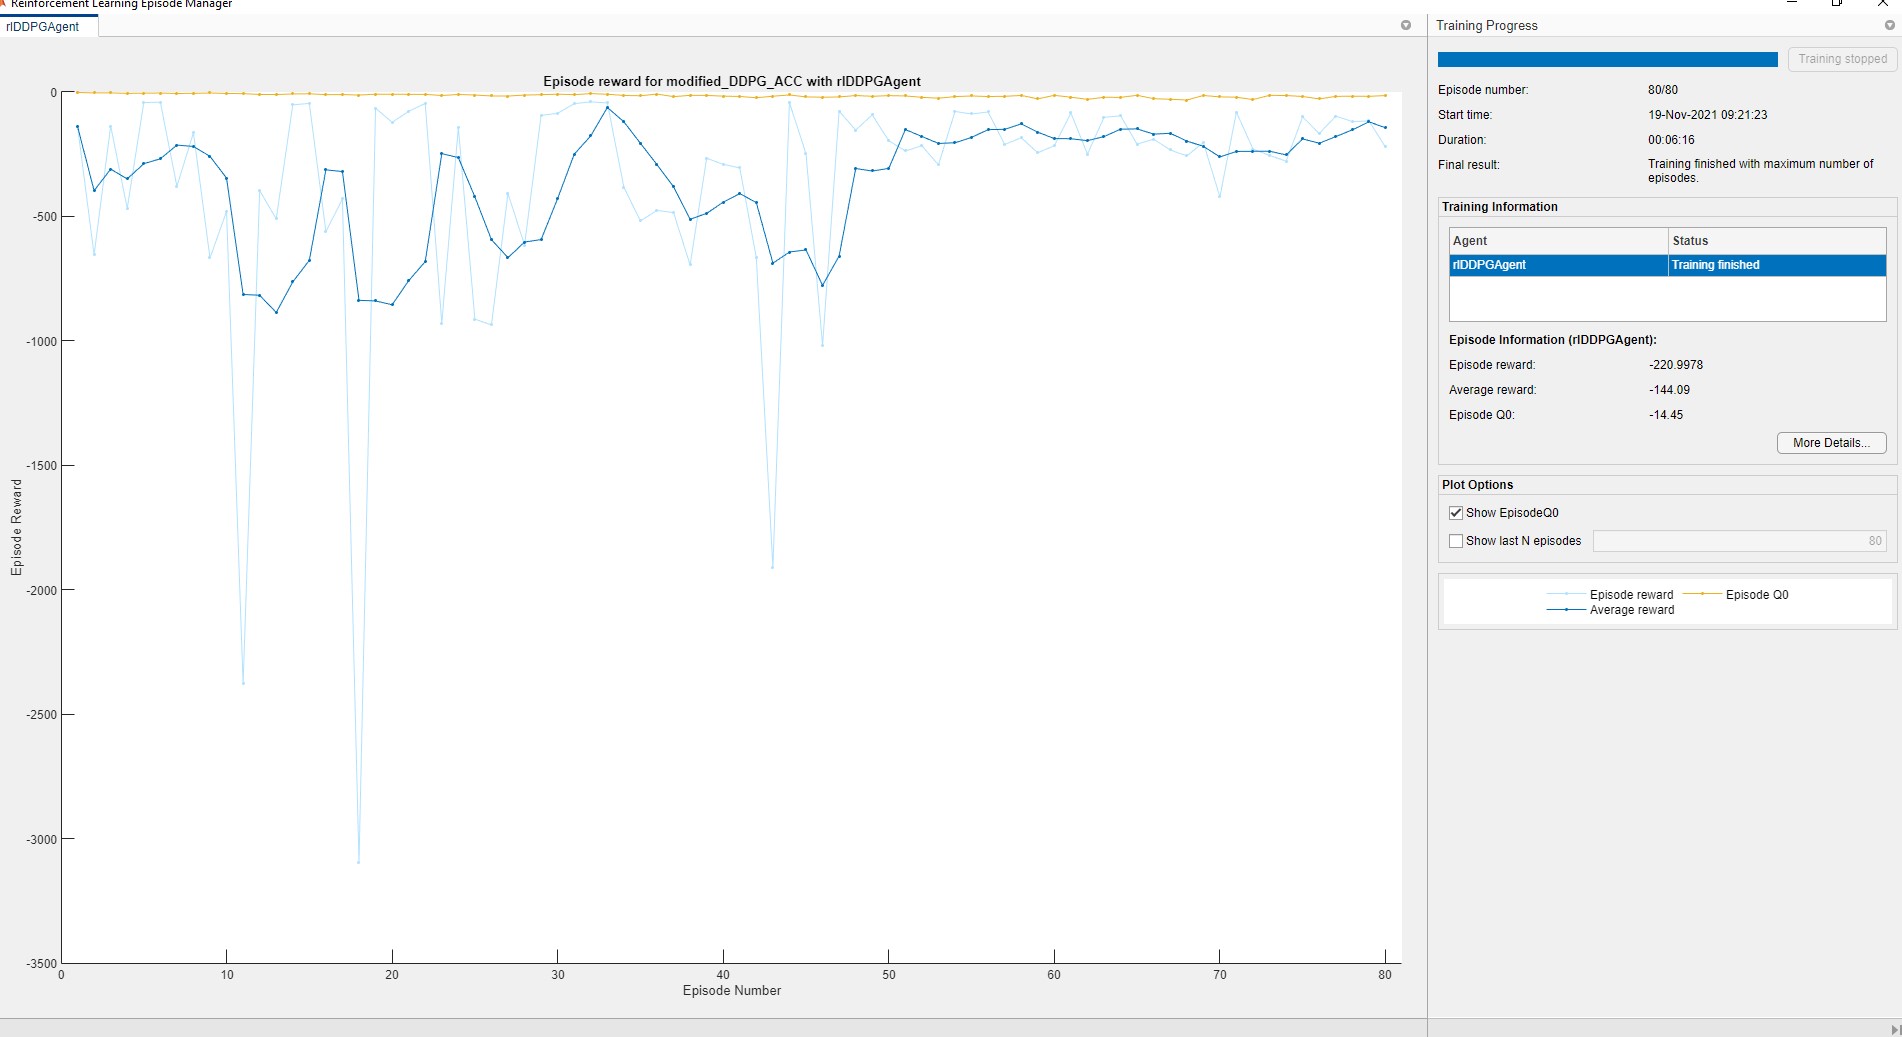 Reinforcement Learning Episode Manager
rlDDPGAgent
Episode reward for modified_DDPG_ACC with rlDDPGAgent
0
-500
-1000
-1500
-2000
-2500
-3000
-3500
Episode Reward
0 10 20 30 40 50 60 70 80
Episode Number
Training Progress
Training stopped
Episode number: 80/80
Start time: 19-Nov-2021 09:21:23
Duration: 00:06:16
Final result: Training finished with maximum number of
episodes.
Training Information
Agent Status
rlDDPGAgent Training finished
Episode Information (rlDDPGAgent):
Episode reward: -220.9978
Average reward: -144.09
Episode Q0: -14.45
More Details...
Plot Options
Show EpisodeQ0
Show last N episodes 80
Episode reward Episode Q0
Average reward